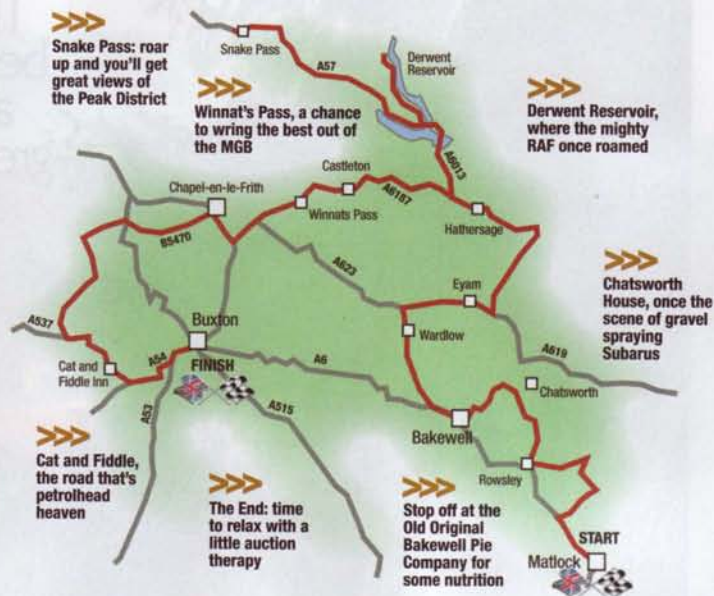 >>>
Snake Pass: roar
up and you'll get
great views of
the Peak District
>>>
Winnat's Pass, a chance
to wring the best out of
the MGB
>>>
Derwent Reservoir,
where the mighty
RAF once roamed
>>>
Chatsworth
House, once the
scene of gravel
spraying
Subarus
>>>
Cat and Fiddle,
the road that's
petrolhead
heaven
>>>
The End: time
to relax with a
little auction
therapy
>>>
Stop off at the
Old Original
Bakewell Pie
Company for
some nutrition
Snake Pass
A57
Derwent
Reservoir
A6013
Castleton
Chapel-en-le-Frith
Winnats Pass
A6187
Hathersage
B5470
A623
Eyam
Buxton
Wardlow
A537
A54
FINISH
A6
A619
Cat and
Fiddle Inn
Chatsworth
A53
A515
Bakewell
Rowsley
START
Matlock